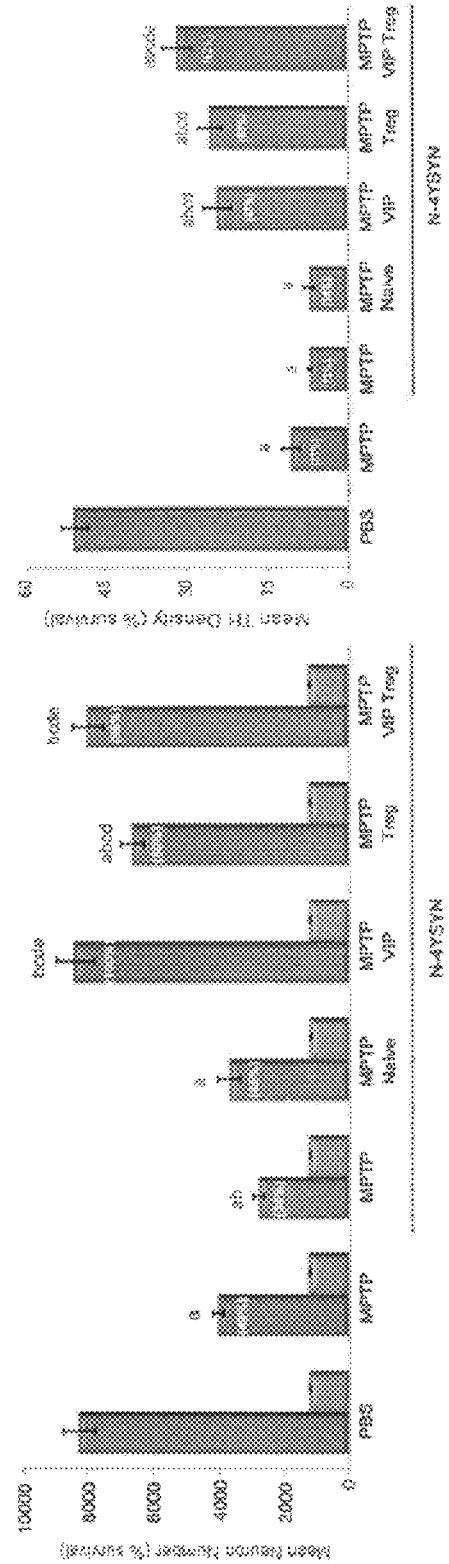 Mean Neuron Number (% survival)
10000
8000
6000
4000
2000
0
a
ab
a
bcde
abcd
bcde
PBS
MPTP
MPTP
MPTP
Naive
MPTP
VIP
MPTP
Treg
MPTP
VIP Treg
N-4YSYN
Mean TH Density (% survival)
60
45
30
15
0
a
a
a
abcd
abcd
abcde
PBS
MPTP
MPTP
MPTP
Naive
MPTP
VIP
MPTP
Treg
MPTP
VIP Treg
N-4YSYN